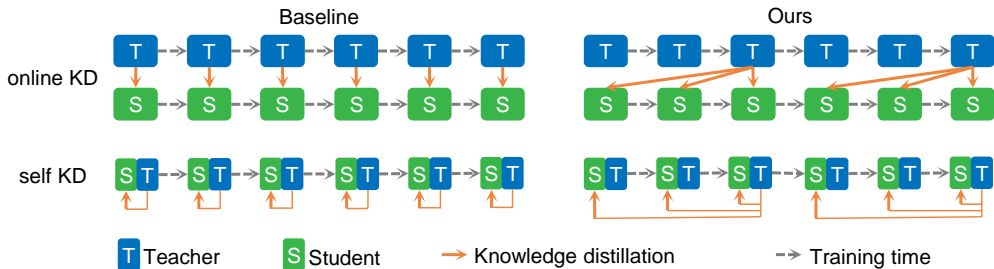 Baseline Ours
online KD T T T T T T T T T T T T
S S S S S S S S S S S S
self KD S T S T S T S T S T S T S T S T S T S T S T S T
T Teacher S Student Knowledge distillation Training time